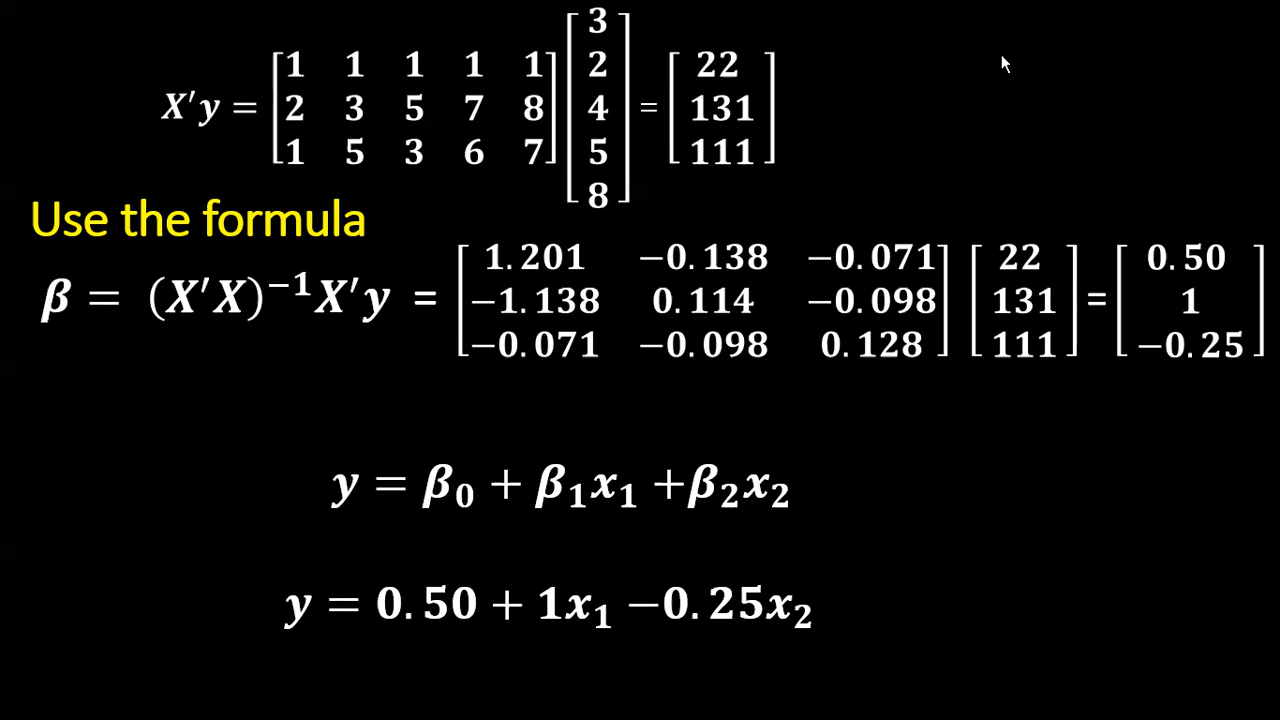 X′y = [1 1 1 1 1; 2 3 5 7 8; 1 5 3 6 7] [3; 2; 4; 5; 8] = [22; 131; 111]
Use the formula
β = (X′X)⁻¹X′y = [1.201 −0.138 −0.071; −1.138 0.114 −0.098; −0.071 −0.098 0.128] [22; 131; 111] = [0.50; 1; −0.25]
y = β₀ + β₁x₁ +β₂x₂
y = 0.50 + 1x₁ −0.25x₂